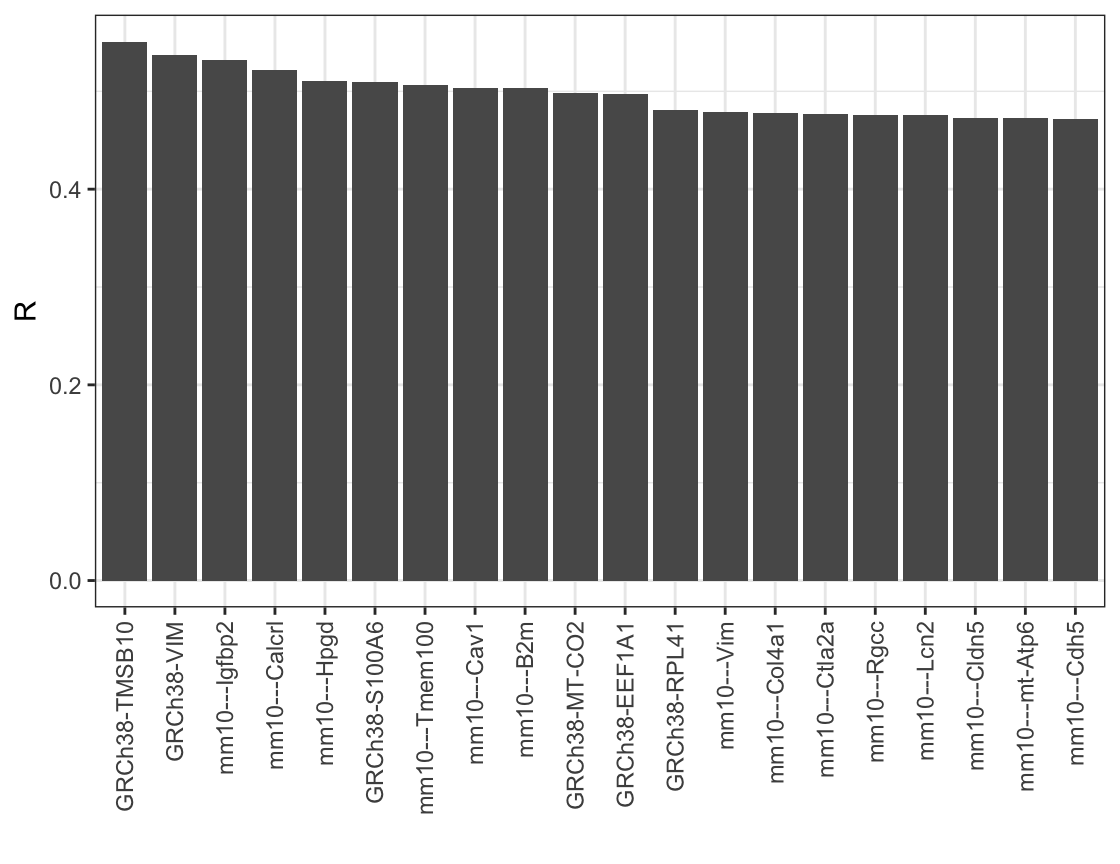 R
0.4
0.2
0.0
GRCh38-TMSB10
GRCh38-VIM
mm10---Igfbp2
mm10---Calcrl
mm10---Hpgd
GRCh38-S100A6
mm10---Tmem100
mm10---Cav1
mm10---B2m
GRCh38-MT-CO2
GRCh38-EEF1A1
GRCh38-RPL41
mm10---Vim
mm10---Col4a1
mm10---Ctla2a
mm10---Rgcc
mm10---Lcn2
mm10---Cldn5
mm10---mt-Atp6
mm10---Cdh5